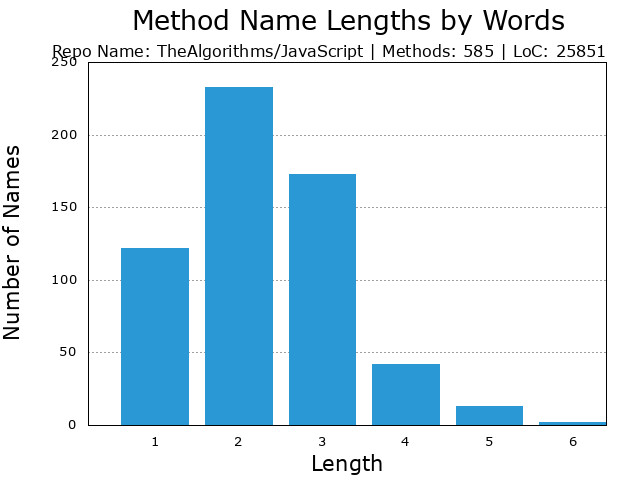 Method Name Lengths by Words
Repo Name: TheAlgorithms/JavaScript | Methods: 585 | LoC: 25851
250
200
150
100
50
0
Number of Names
1 2 3 4 5 6
Length